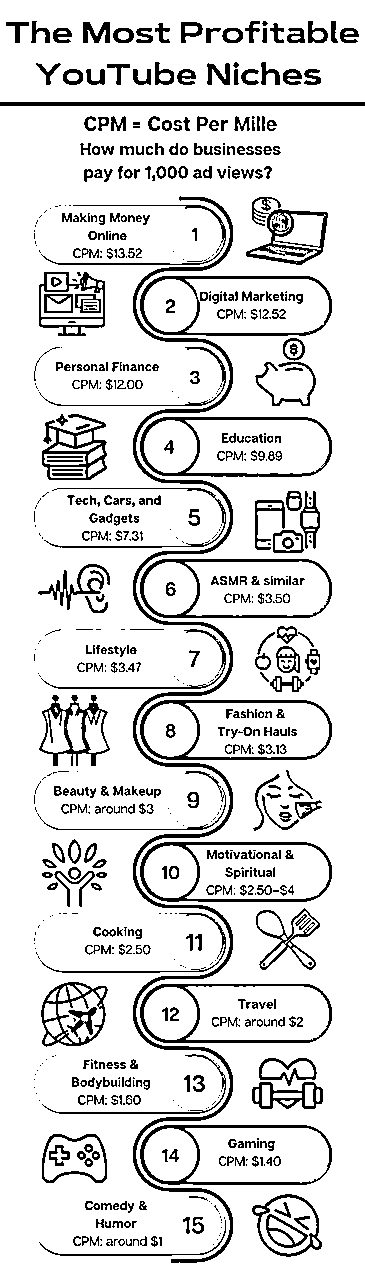 The Most Profitable
YouTube Niches
CPM = Cost Per Mille
How much do businesses
pay for 1,000 ad views?
Making Money
Online
CPM: $13.52
1
2
Digital Marketing
CPM: $12.52
Personal Finance
CPM: $12.00
3
4
Education
CPM: $9.89
Tech, Cars, and
Gadgets
CPM: $7.31
5
6
ASMR & similar
CPM: $3.50
Lifestyle
CPM: $3.47
7
8
Fashion &
Try-On Hauls
CPM: $3.13
Beauty & Makeup
CPM: around $3
9
10
Motivational &
Spiritual
CPM: $2.50–$4
Cooking
CPM: $2.50
11
12
Travel
CPM: around $2
Fitness &
Bodybuilding
CPM: $1.60
13
14
Gaming
CPM: $1.40
Comedy &
Humor
CPM: around $1
15